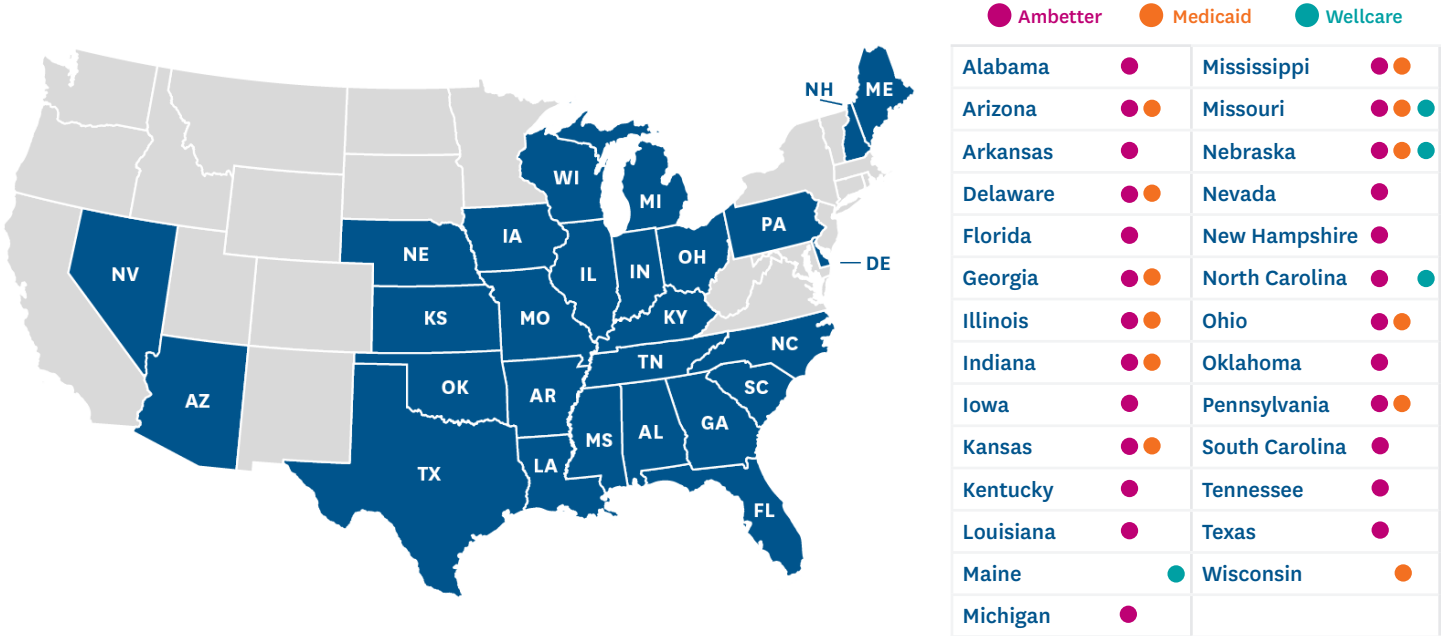 Ambetter Medicaid Wellcare
NH
ME
WI
MI
IA
NE
PA
NV
IL
IN
OH
DE
KS
MO
KY
NC
TN
OK
AR
SC
AZ
MS
AL
GA
TX
LA
FL
Alabama
Arizona
Arkansas
Delaware
Florida
Georgia
Illinois
Indiana
Iowa
Kansas
Kentucky
Louisiana
Maine
Michigan
Mississippi
Missouri
Nebraska
Nevada
New Hampshire
North Carolina
Ohio
Oklahoma
Pennsylvania
South Carolina
Tennessee
Texas
Wisconsin